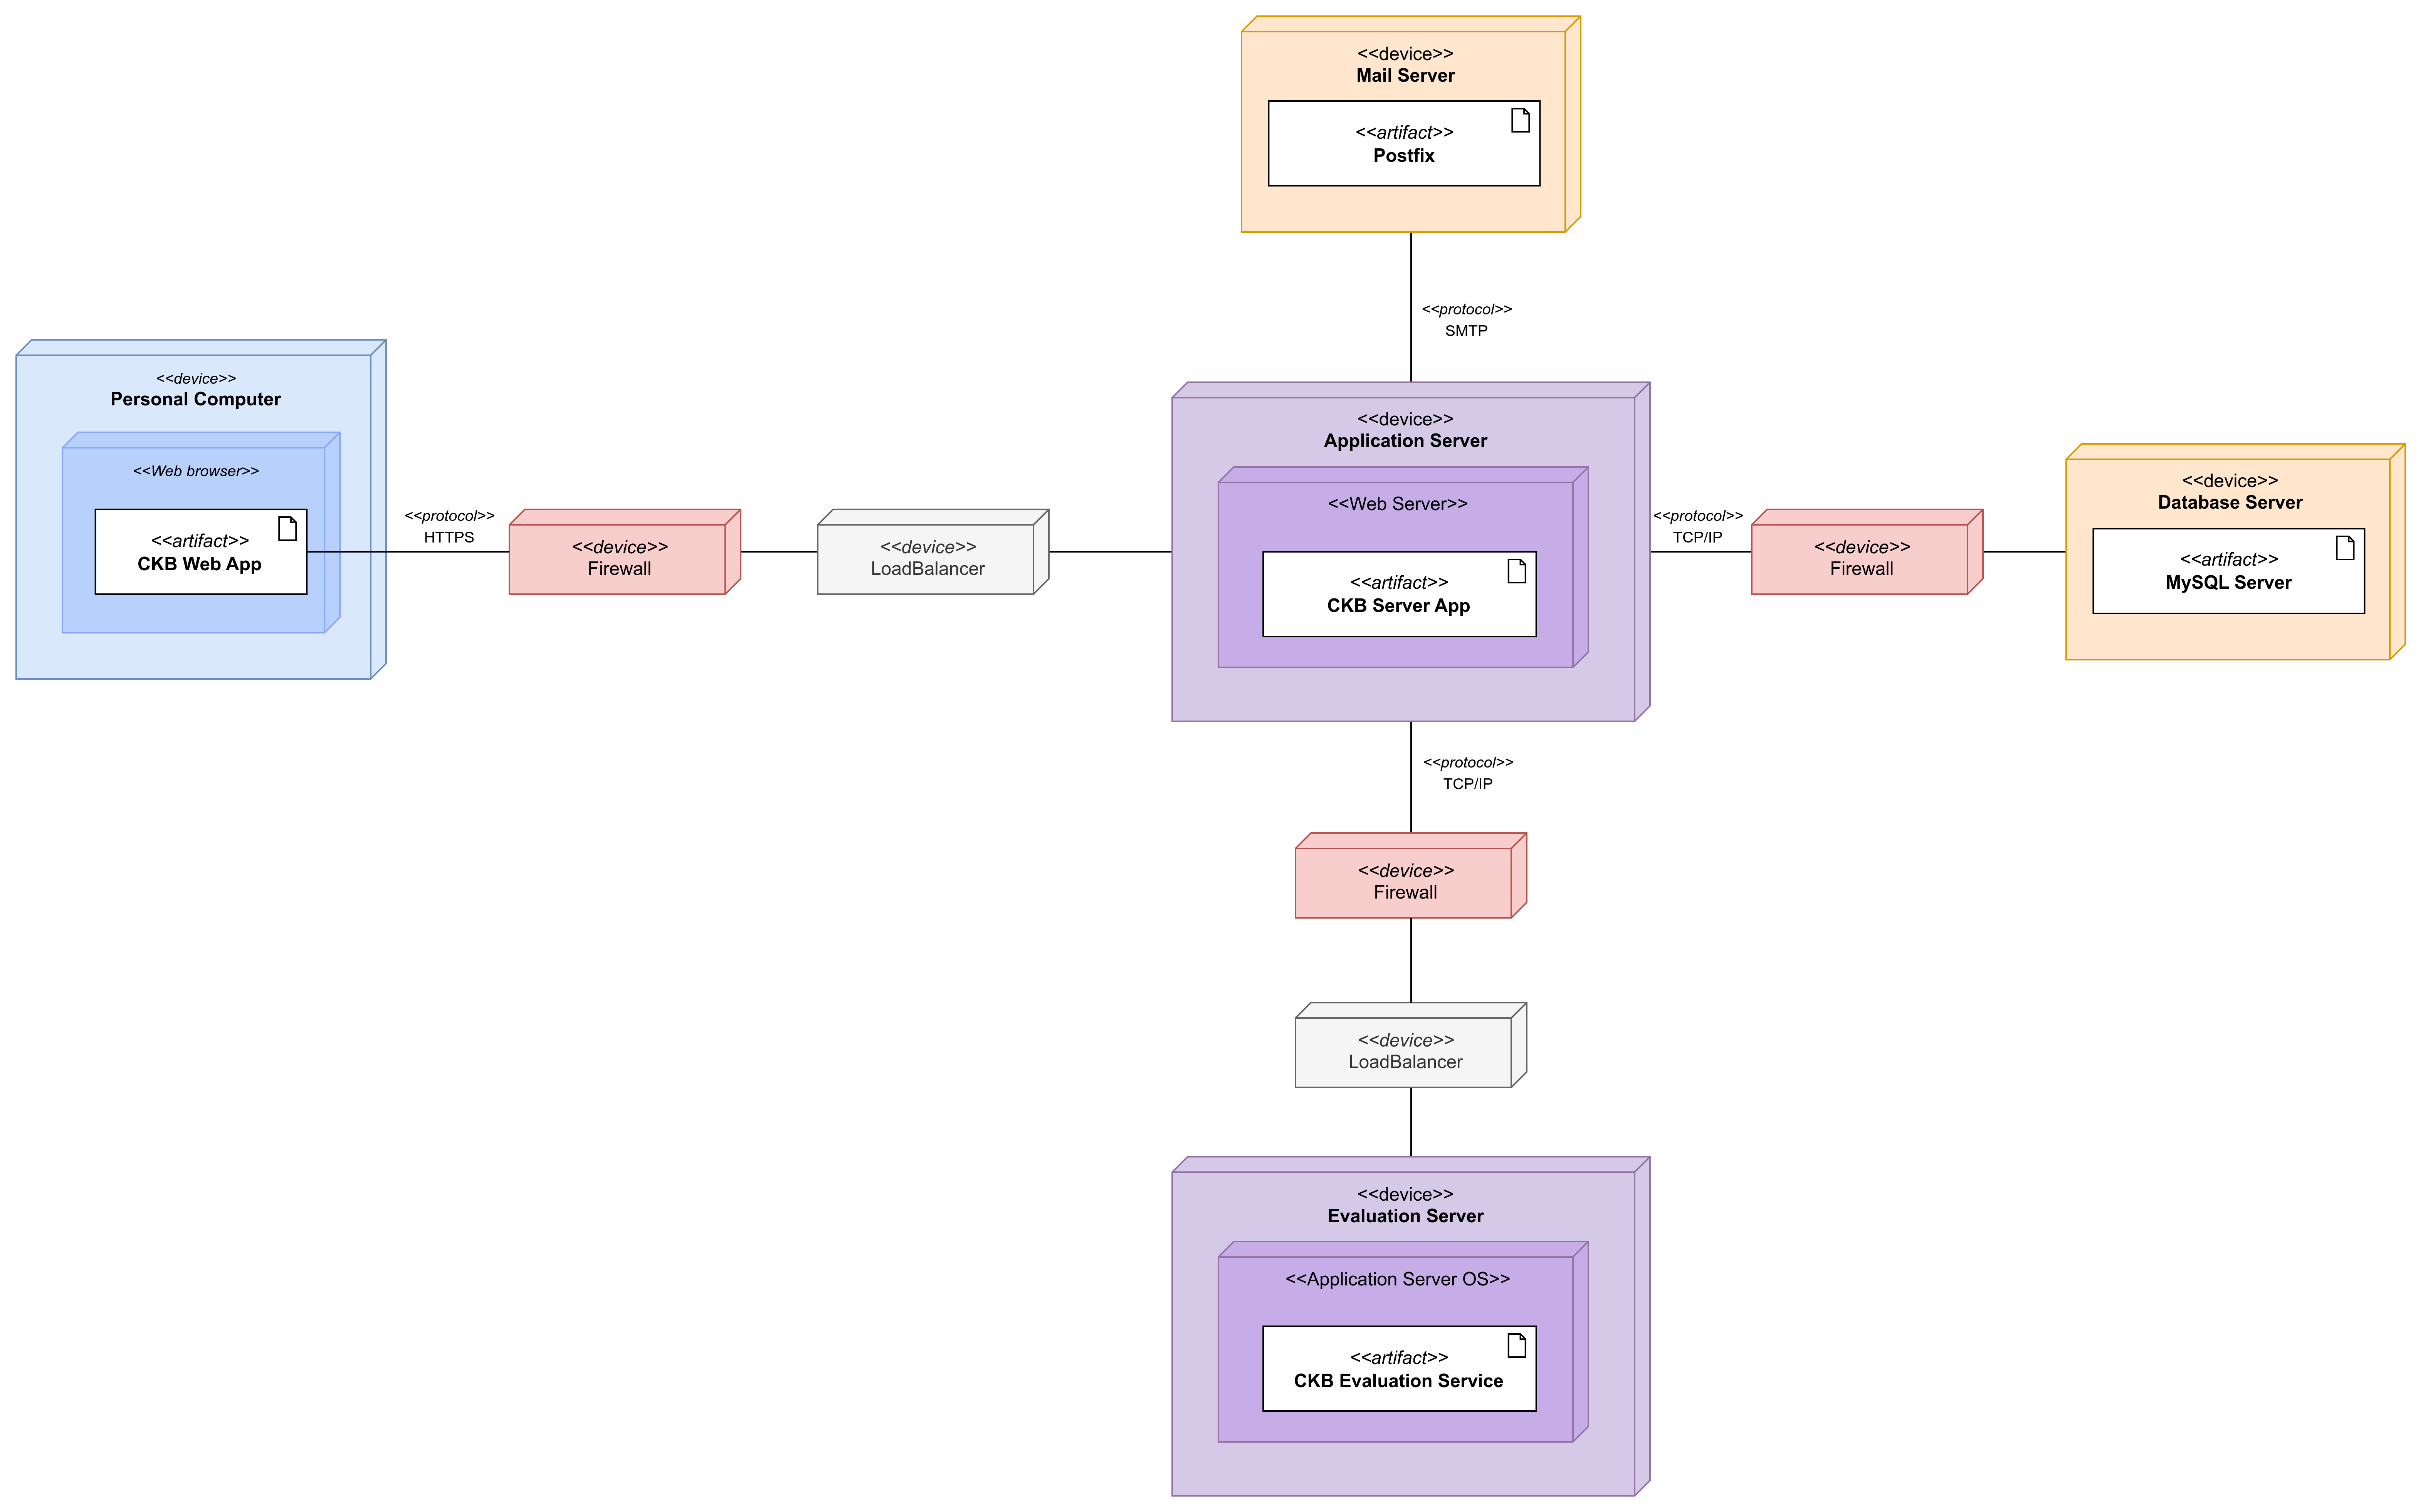 <<device>>
Mail Server
<<artifact>>
Postfix
<<protocol>>
SMTP
<<device>>
Personal Computer
<<Web browser>>
<<artifact>>
CKB Web App
<<protocol>>
HTTPS
<<device>>
Firewall
<<device>>
LoadBalancer
<<device>>
Application Server
<<Web Server>>
<<artifact>>
CKB Server App
<<protocol>>
TCP/IP
<<device>>
Firewall
<<device>>
Database Server
<<artifact>>
MySQL Server
<<protocol>>
TCP/IP
<<device>>
Firewall
<<device>>
LoadBalancer
<<device>>
Evaluation Server
<<Application Server OS>>
<<artifact>>
CKB Evaluation Service